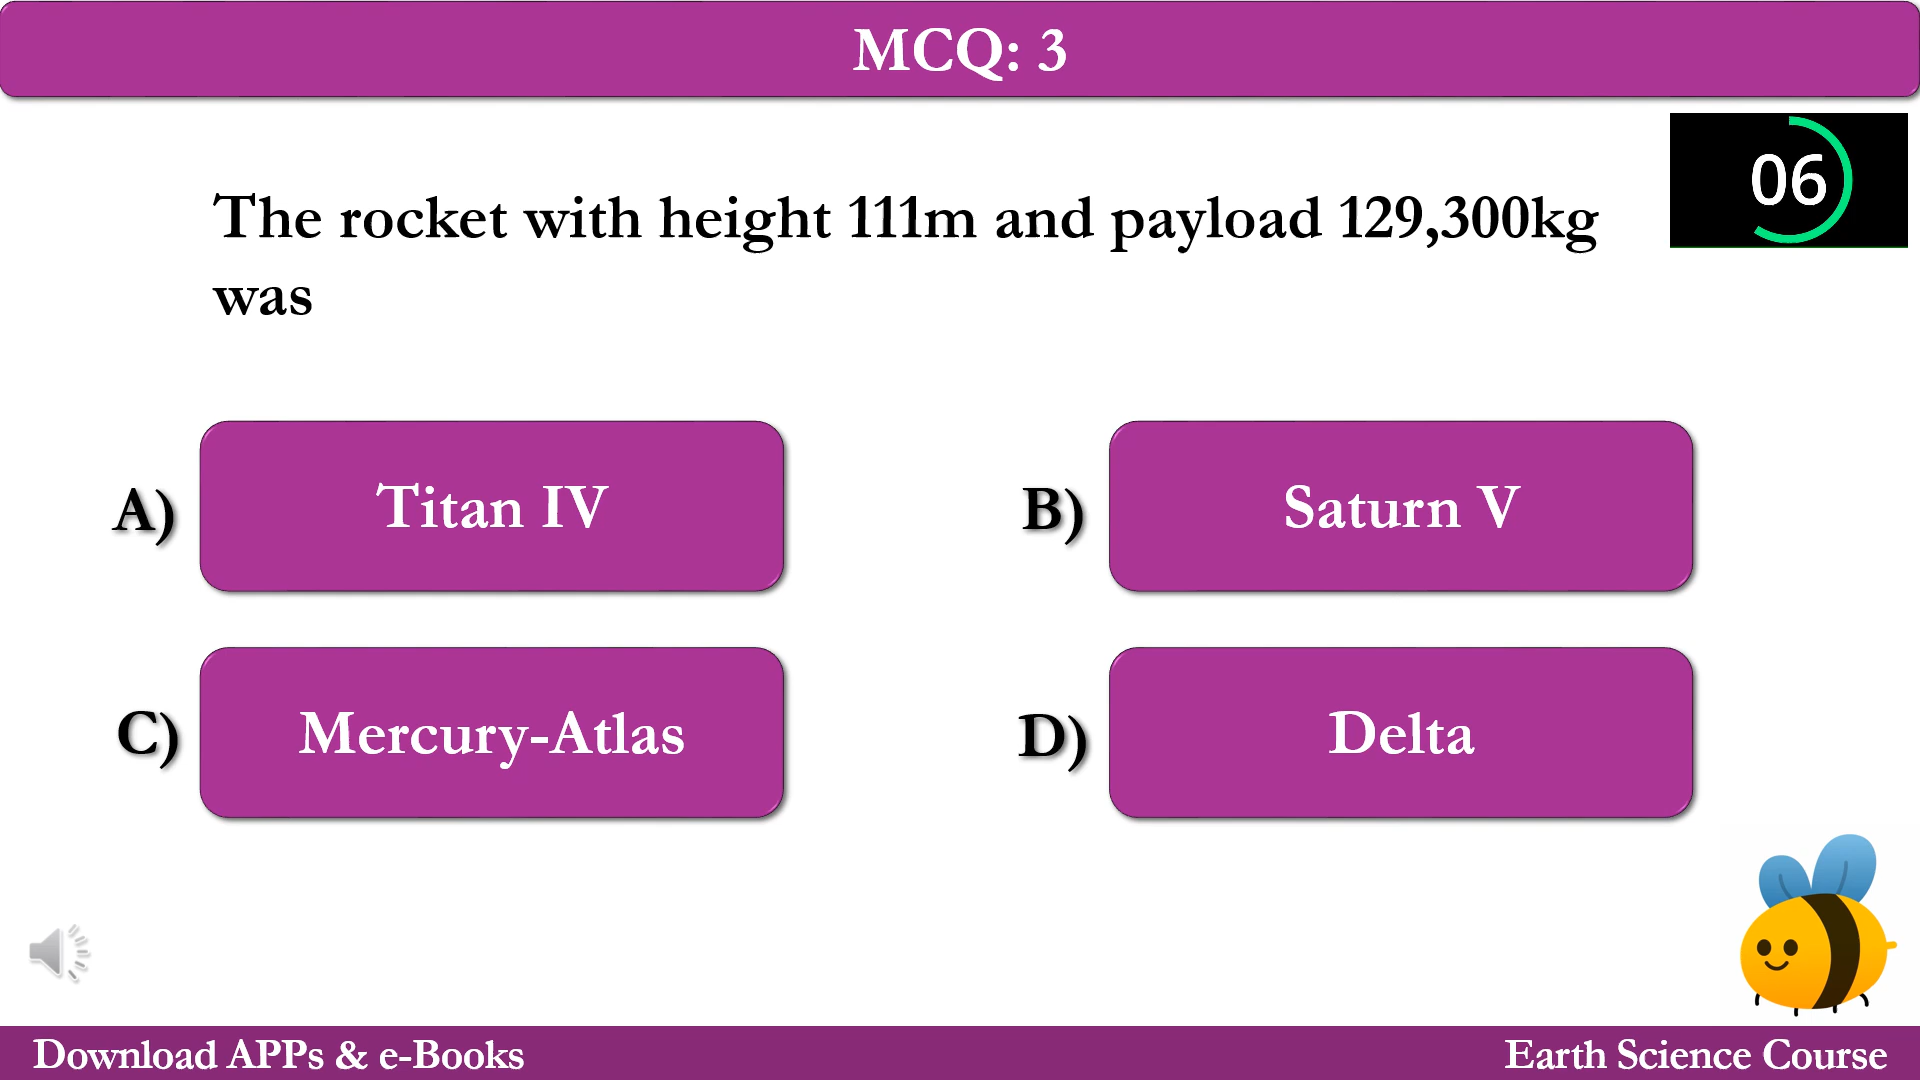 MCQ: 3
06
The rocket with height 111m and payload 129,300kg
was
A) Titan IV
B) Saturn V
C) Mercury-Atlas
D) Delta
Download APPs & e-Books
Earth Science Course